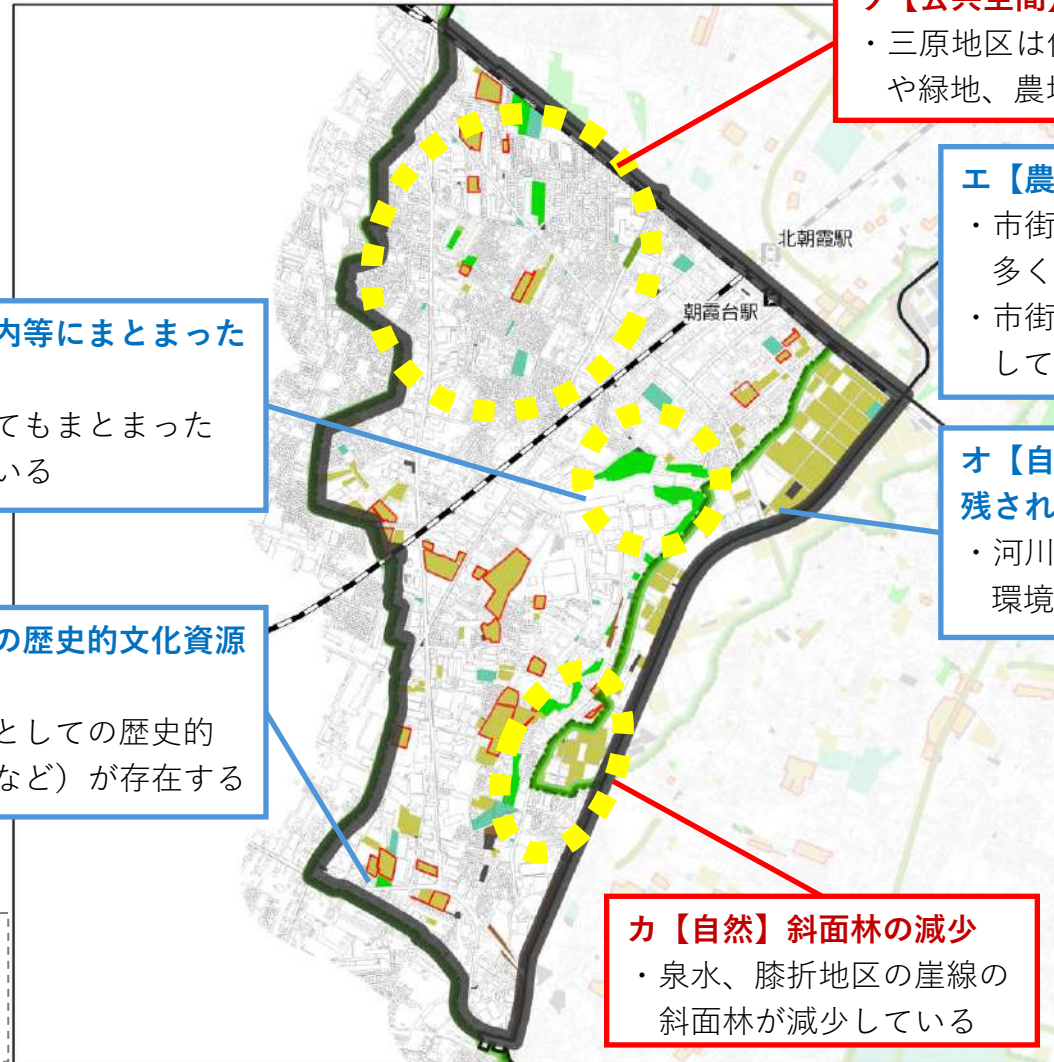 ・三原地区は
や緑地、農
エ【農
・市街
多く
・市街
して
北朝霞駅
朝霞台駅
内等にまとまった
てもまとまった
いる
オ【自
残され
・河川
環境
の歴史的文化資源
としての歴史的
など）が存在する
カ【自然】斜面林の減少
・泉水、膝折地区の崖線の
斜面林が減少している